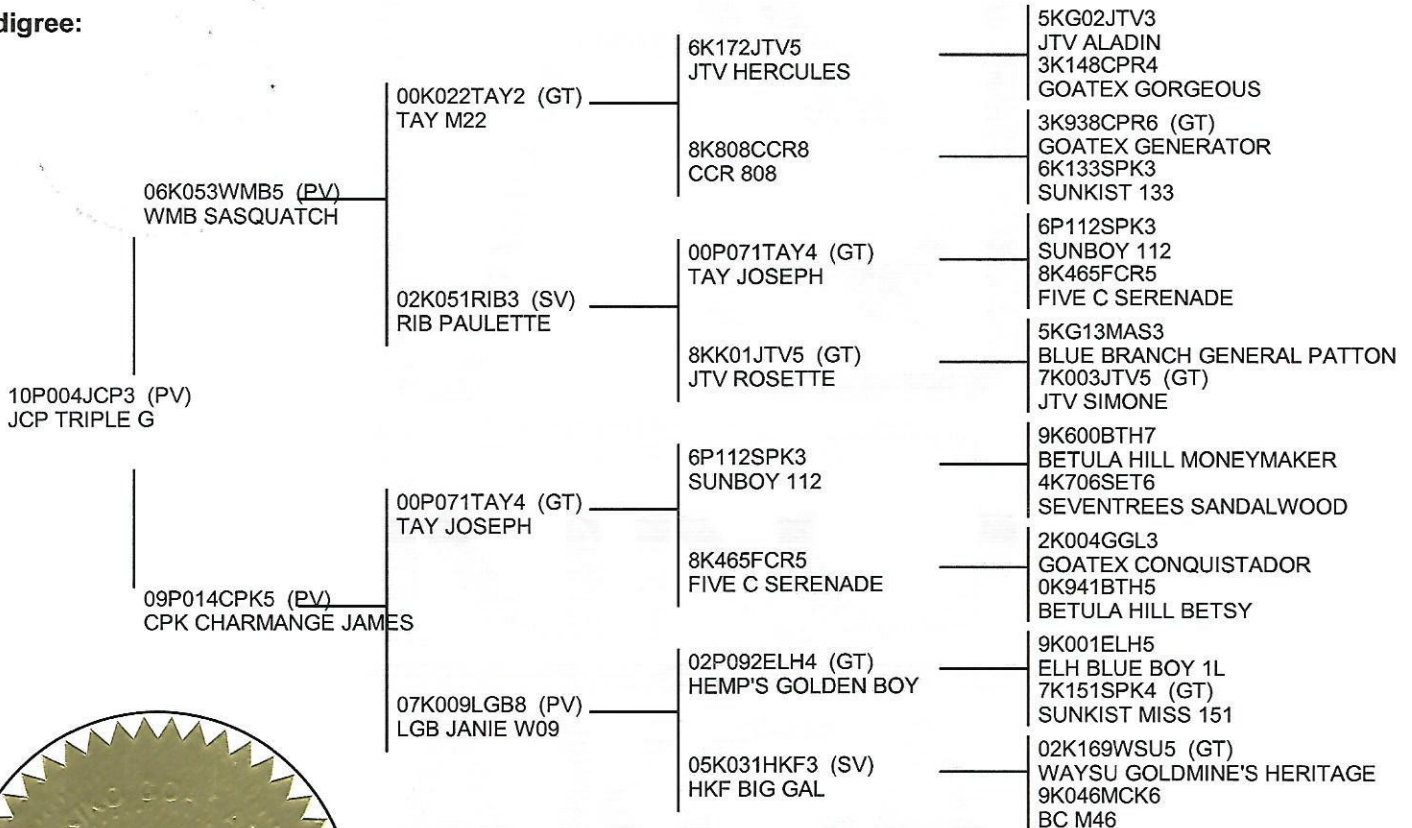 digree:
10P004JCP3 (PV)
JCP TRIPLE G
06K053WMB5 (PV)
WMB SASQUATCH
09P014CPK5 (PV)
CPK CHARMANGE JAMES
00K022TAY2 (GT)
TAY M22
02K051RIB3 (SV)
RIB PAULETTE
00P071TAY4 (GT)
TAY JOSEPH
07K009LGB8 (PV)
LGB JANIE W09
6K172JTV5
JTV HERCULES
8K808CCR8
CCR 808
00P071TAY4 (GT)
TAY JOSEPH
8KK01JTV5 (GT)
JTV ROSETTE
6P112SPK3
SUNBOY 112
8K465FCR5
FIVE C SERENADE
02P092ELH4 (GT)
HEMP'S GOLDEN BOY
05K031HKF3 (SV)
HKF BIG GAL
5KG02JTV3
JTV ALADIN
3K148CPR4
GOATEX GORGEOUS
3K938CPR6 (GT)
GOATEX GENERATOR
6K133SPK3
SUNKIST 133
6P112SPK3
SUNBOY 112
8K465FCR5
FIVE C SERENADE
5KG13MAS3
BLUE BRANCH GENERAL PATTON
7K003JTV5 (GT)
JTV SIMONE
9K600BTH7
BETULA HILL MONEYMAKER
4K706SET6
SEVENTREES SANDALWOOD
2K004GGL3
GOATEX CONQUISTADOR
0K941BTH5
BETULA HILL BETSY
9K001ELH5
ELH BLUE BOY 1L
7K151SPK4 (GT)
SUNKIST MISS 151
02K169WSU5 (GT)
WAYSU GOLDMINE'S HERITAGE
9K046MCK6
BC M46